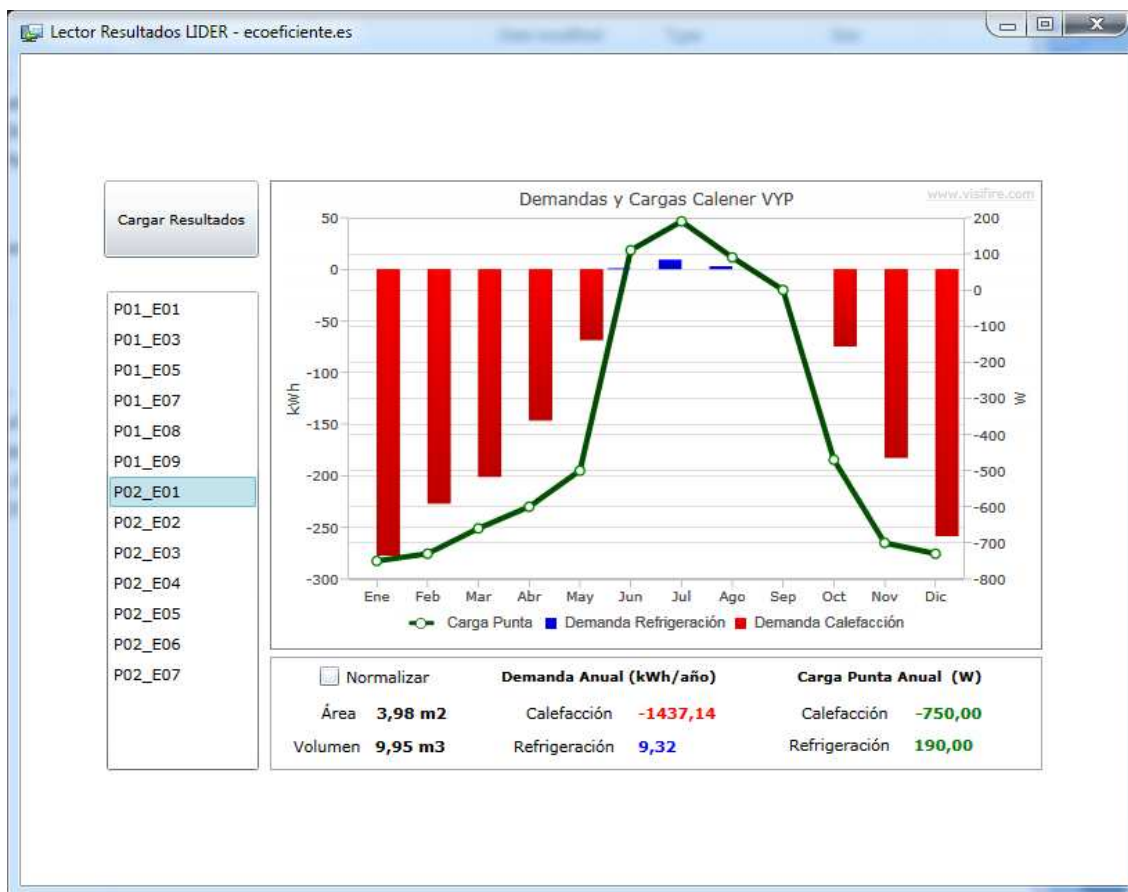 Lector Resultados LIDER - ecoeficiente.es
Cargar Resultados
P01_E01
P01_E03
P01_E05
P01_E07
P01_E08
P01_E09
P02_E01
P02_E02
P02_E03
P02_E04
P02_E05
P02_E06
P02_E07
Demandas y Cargas Calener VYP
www.visifire.com
50
0
-50
-100
-150
-200
-250
-300
kWh
200
100
0
-100
-200
-300
-400
-500
-600
-700
-800
W
Ene Feb Mar Abr May Jun Jul Ago Sep Oct Nov Dic
Carga Punta Demanda Refrigeración Demanda Calefacción
Normalizar Demanda Anual (kWh/año) Carga Punta Anual (W)
Área 3,98 m2 Calefacción -1437,14 Calefacción -750,00
Volumen 9,95 m3 Refrigeración 9,32 Refrigeración 190,00